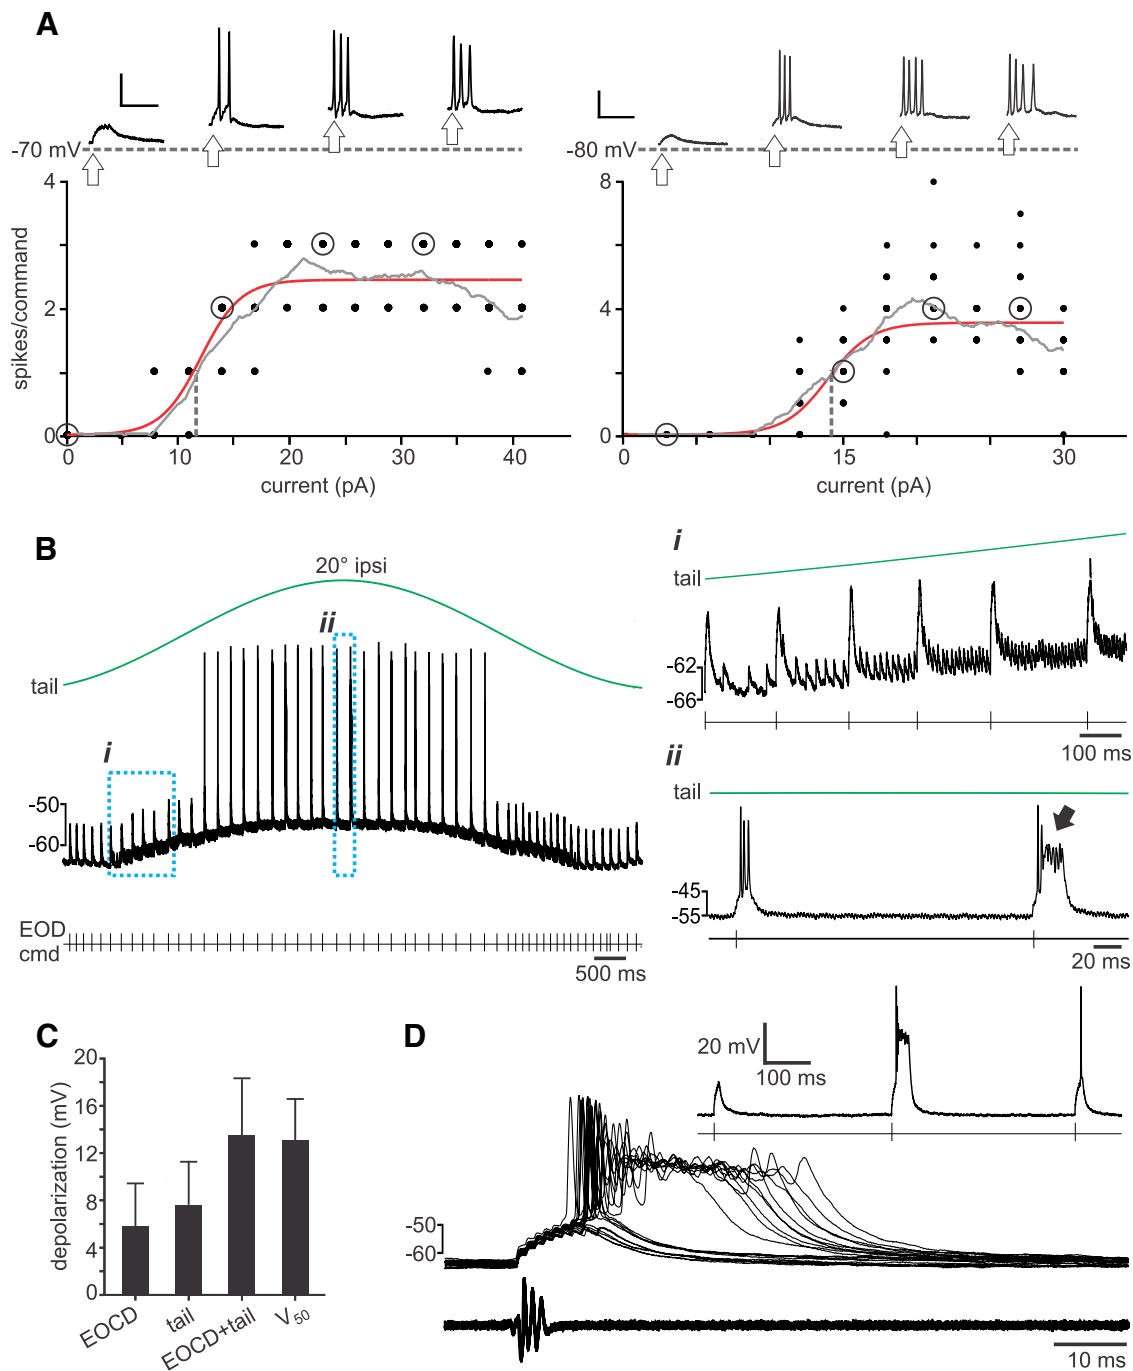 A
-70 mV
-80 mV
4
2
0
spikes/command
0 10 20 30 40
current (pA)
8
4
0
0 15 30
current (pA)
B
20° ipsi
ii
tail
i
-50
-60
EOD
cmd
500 ms
i
tail
-62
-66
100 ms
ii
tail
-45
-55
20 ms
C
20
16
12
8
4
0
depolarization (mV)
EOCD
tail
EOCD+tail
V50
D
20 mV
100 ms
-50
-60
10 ms